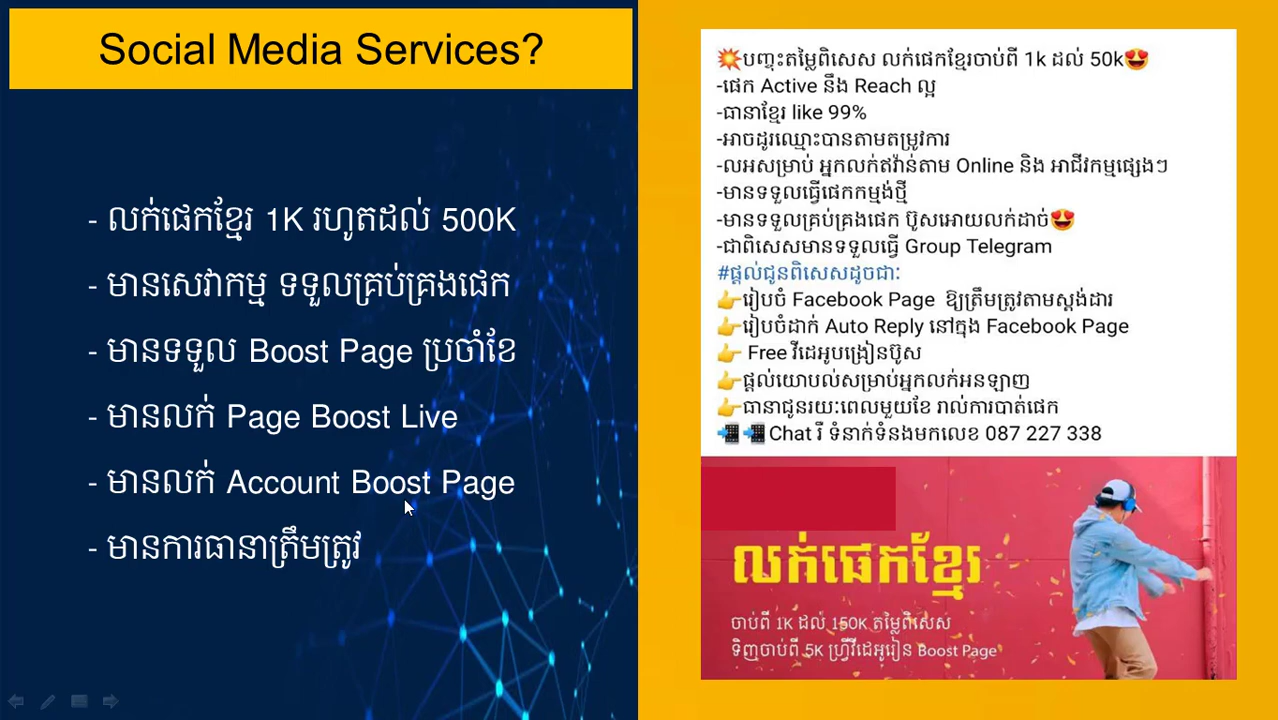 Social Media Services?
- លក់ផេកខ្មែរ 1K រហូតដល់ 500K
- មានសេវាកម្ម ទទួលគ្រប់គ្រងផេក
- មានទទួល Boost Page ប្រចាំខែ
- មានលក់ Page Boost Live
- មានលក់ Account Boost Page
- មានការធានាត្រឹមត្រូវ
💥បញ្ចុះតម្លៃពិសេស លក់ផេកខ្មែរចាប់ពី 1k ដល់ 50k😍
-ផេក Active នឹង Reach ល្អ
-ធានាខ្មែរ like 99%
-អាចដូរឈ្មោះបានតាមតម្រូវការ
-លអសម្រាប់ អ្នកលក់ឥវ៉ាន់តាម Online និង អាជីវកម្មផ្សេងៗ
-មានទទួលធ្វើផេកកម្មង់ថ្មី
-មានទទួលគ្រប់គ្រងផេក ប៊ូសអោយលក់ដាច់😍
-ជាពិសេសមានទទួលធ្វើ Group Telegram
#ផ្តល់ជូនពិសេសដូចជាៈ
👉រៀបចំ Facebook Page ឱ្យត្រឹមត្រូវតាមស្តង់ដារ
👉រៀបចំដាក់ Auto Reply នៅក្នុង Facebook Page
👉 Free វីដេអូបង្រៀនប៊ូស
👉ផ្តល់យោបល់សម្រាប់អ្នកលក់អនឡាញ
👉ធានាជូនរយៈពេលមួយខែ រាល់ការបាត់ផេក
📲 📲 Chat រឺ ទំនាក់ទំនងមកលេខ 087 227 338
លក់ផេកខ្មែរ
ចាប់ពី 1K ដល់ 150K តម្លៃពិសេស
ទិញចាប់ពី 5K ហ្វ្រីវីដេអូរៀន Boost Page